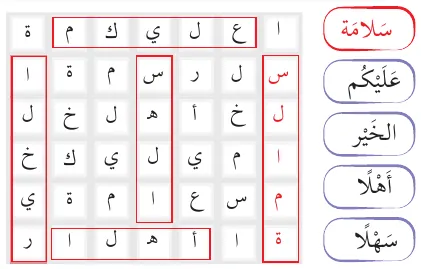 سَلامَة
عَلَيْكُم
الخَيْر
أَهْلًا
سَهْلًا
ا ع ل ي ك م ة
س ل ر س م ة ا
ل خ أ ه ل خ ل
ا م ي ل ي ك خ
م س ع ا م ة ي
ة ا أ ه ل ا ر